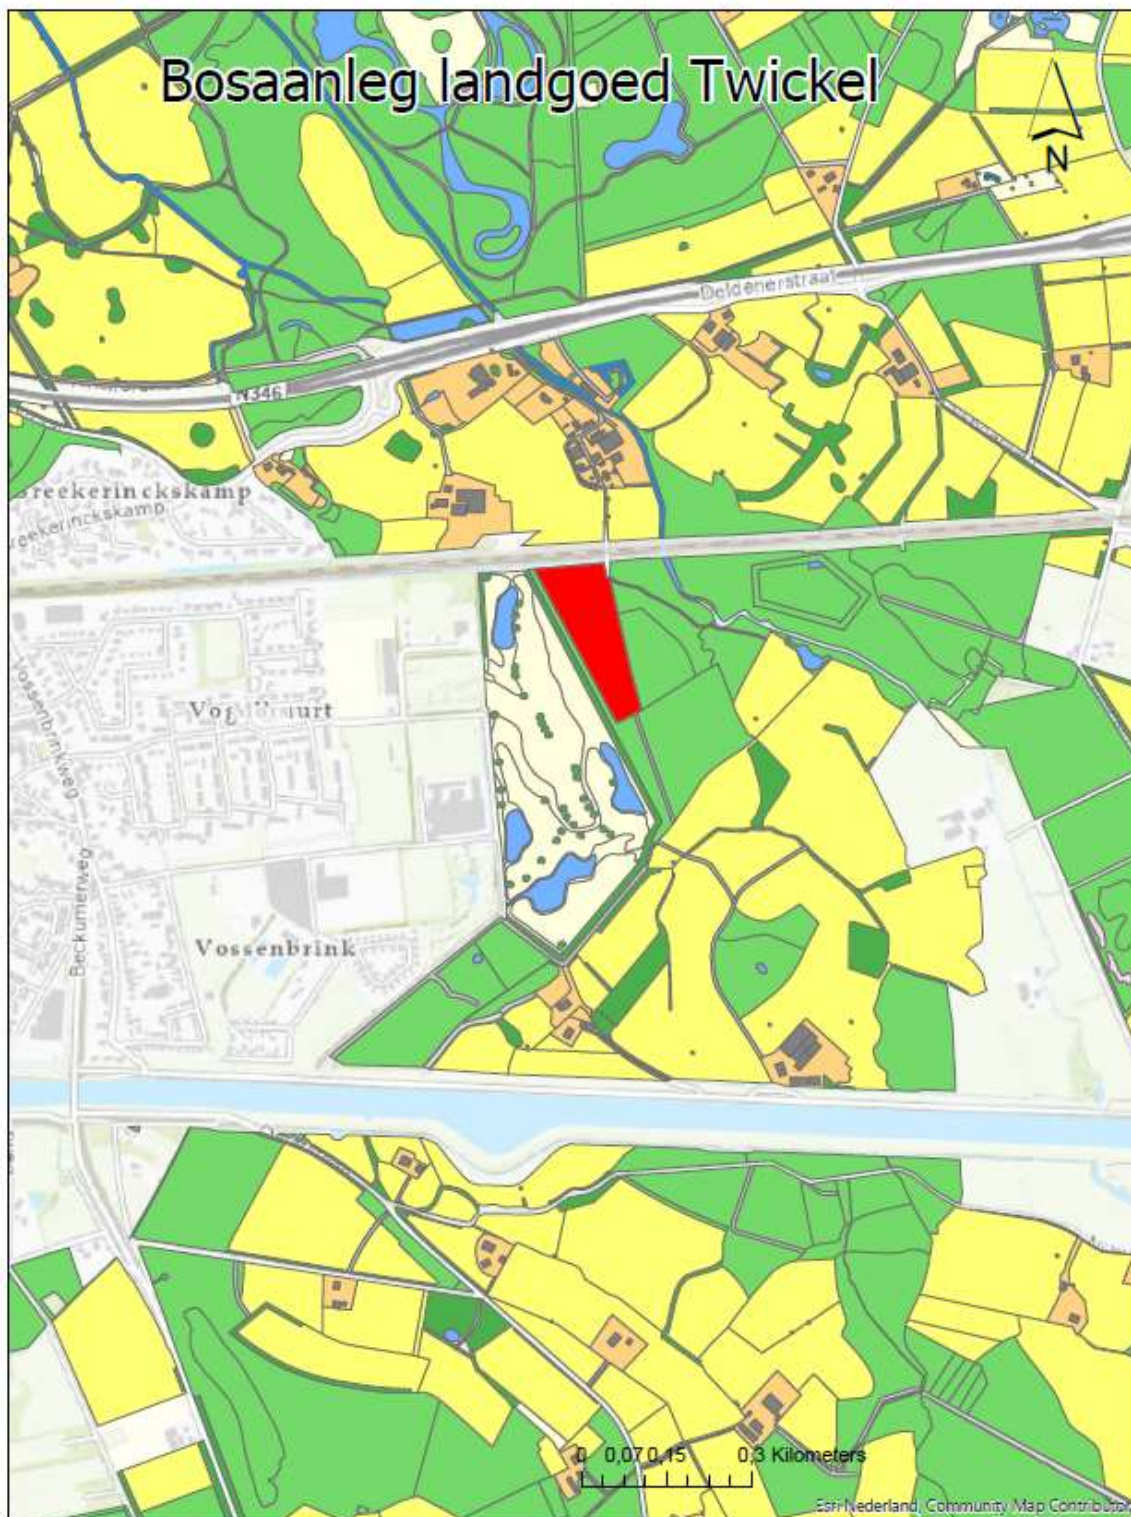 Bosaanleg landgoed Twickel
N
Deldenerstraat
N346
Breekerinckskamp
Breekerinckskamp
Vossenbrinkweg
De
Beckumerweg
Vossenbrink
0 0,07 0,15 0,3 Kilometers
Esri Nederland, Community Map Contributors